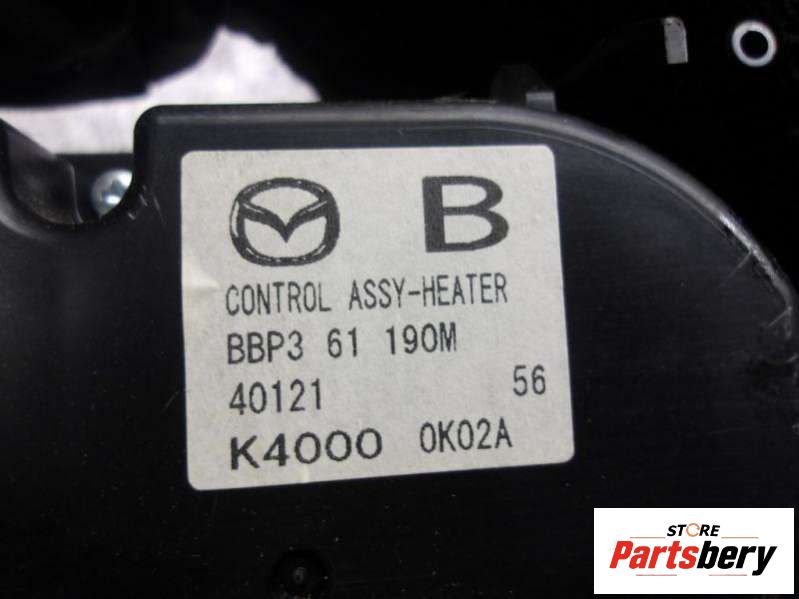 B
CONTROL ASSY-HEATER
BBP3 61 190M
40121 56
K4000 0K02A
STORE
Partsbery